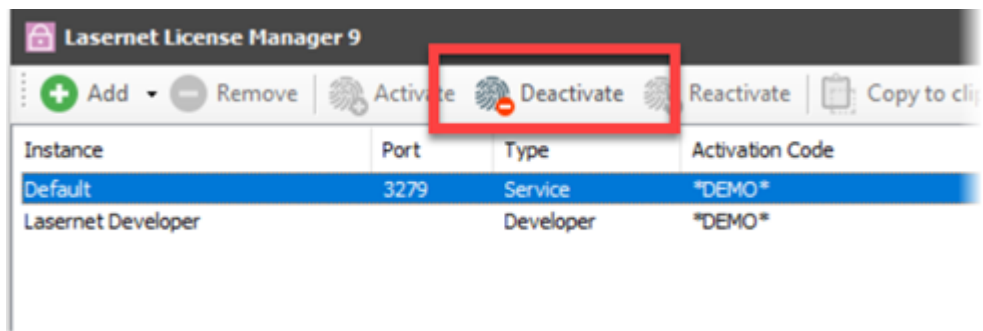 Lasernet License Manager 9
Add Remove Activate Deactivate Reactivate Copy to
Instance Port Type Activation Code
Default 3279 Service *DEMO*
Lasernet Developer Developer *DEMO*